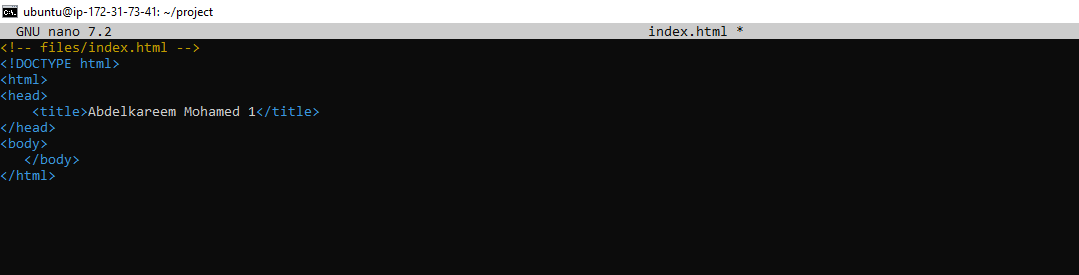 ubuntu@ip-172-31-73-41: ~/project
GNU nano 7.2 index.html *
<!-- files/index.html -->
<!DOCTYPE html>
<html>
<head>
    <title>Abdelkareem Mohamed 1</title>
</head>
<body>
   </body>
</html>